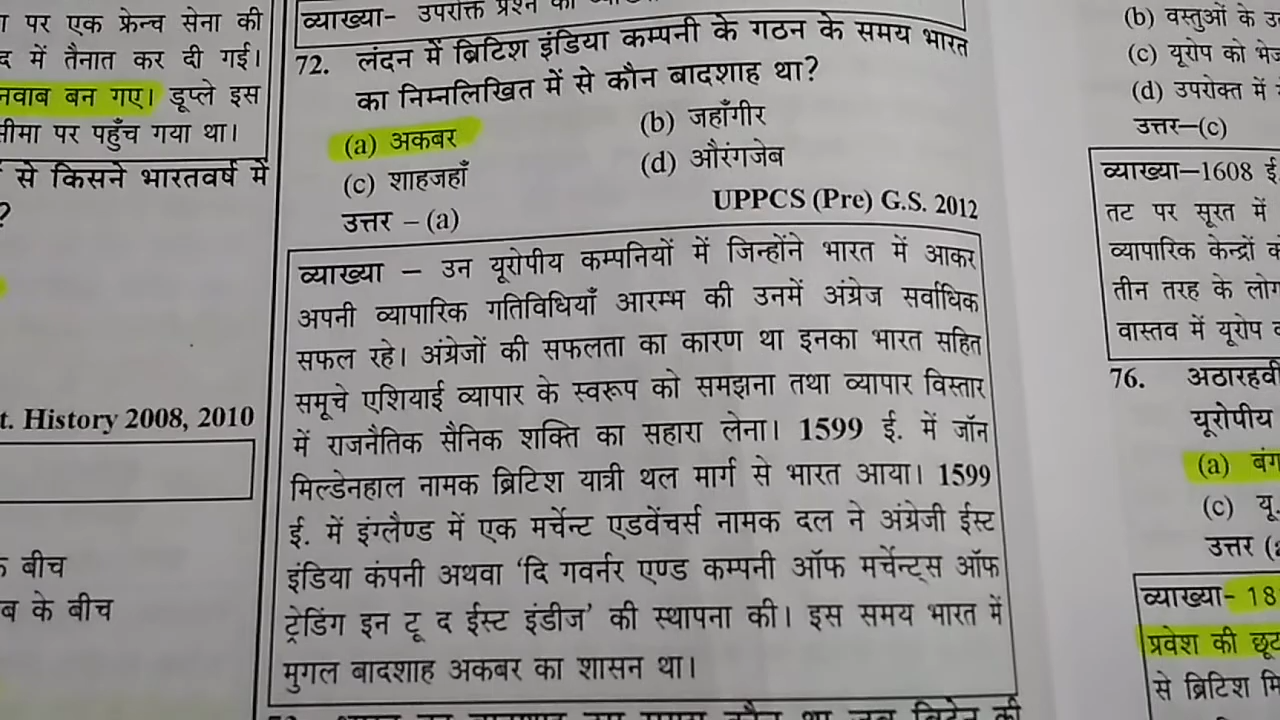 पर एक फ्रेन्च सेना की
में तैनात कर दी गई।
नवाब बन गए। डूप्ले इस
सीमा पर पहुँच गया था।
से किसने भारतवर्ष में
?
t. History 2008, 2010
बीच
ब के बीच
व्याख्या- उपरोक्त प्रश्न
72. लंदन में ब्रिटिश इंडिया कम्पनी के गठन के समय भारत
का निम्नलिखित में से कौन बादशाह था?
(a) अकबर (b) जहाँगीर
(c) शाहजहाँ (d) औरंगजेब
UPPCS (Pre) G.S. 2012
उत्तर – (a)
व्याख्या – उन यूरोपीय कम्पनियों में जिन्होंने भारत में आकर
अपनी व्यापारिक गतिविधियाँ आरम्भ की उनमें अंग्रेज सर्वाधिक
सफल रहे। अंग्रेजों की सफलता का कारण था इनका भारत सहित
समूचे एशियाई व्यापार के स्वरूप को समझना तथा व्यापार विस्तार
में राजनैतिक सैनिक शक्ति का सहारा लेना। 1599 ई. में जॉन
मिल्डेनहाल नामक ब्रिटिश यात्री थल मार्ग से भारत आया। 1599
ई. में इंग्लैण्ड में एक मर्चेन्ट एडवेंचर्स नामक दल ने अंग्रेजी ईस्ट
इंडिया कंपनी अथवा ‘दि गवर्नर एण्ड कम्पनी ऑफ मर्चेन्ट्स ऑफ
ट्रेडिंग इन टू द ईस्ट इंडीज’ की स्थापना की। इस समय भारत में
मुगल बादशाह अकबर का शासन था।
(b) वस्तुओं के
(c) यूरोप को
(d) उपरोक्त में
उत्तर–(c)
व्याख्या–1608 ई.
तट पर सूरत में
व्यापारिक केन्द्रों
तीन तरह के लोग
वास्तव में यूरोप
76. अठारहवी
यूरोपीय
(a)
(c) यू
उत्तर
व्याख्या- 18
प्रवेश की छूट
से ब्रिटिश